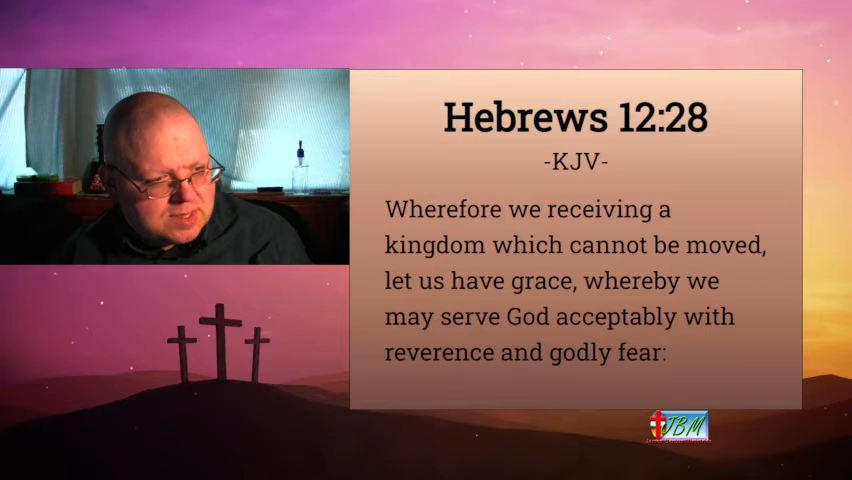 Hebrews 12:28
-KJV-
Wherefore we receiving a
kingdom which cannot be moved,
let us have grace, whereby we
may serve God acceptably with
reverence and godly fear:
JBM